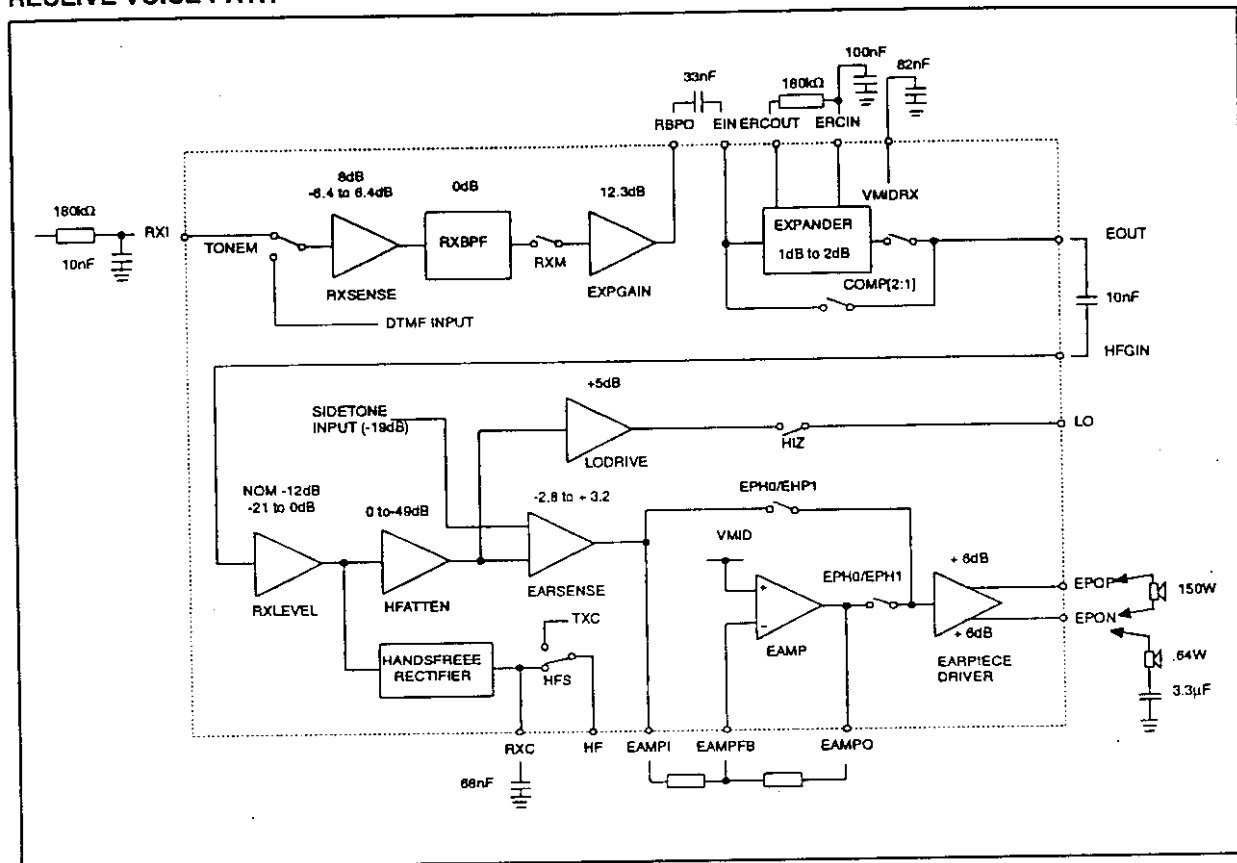 100nF
82nF
33nF
180kΩ
RBPO
EIN
ERCOUT
ERCIN
8dB
-6.4 to 6.4dB
0dB
12.3dB
VMIDRX
180kΩ
RXI
TONEM
10nF
RXSENSE
RXBPF
RXM
EXPGAIN
EXPANDER
1dB to 2dB
EOUT
COMP[2:1]
10nF
DTMF INPUT
HFGIN
+5dB
SIDETONE
INPUT (-19dB)
LODRIVE
HIZ
LO
NOM -12dB
-21 to 0dB
0 to-49dB
-2.8 to + 3.2
EPH0/EHP1
VMID
+ 6dB
EPH0/EPH1
EPOP
150W
RXLEVEL
HFATTEN
EARSENSE
+
−
EAMP
EPON
+ 6dB
EARPIECE
DRIVER
TXC
HANDSFREEE
RECTIFIER
HFS
.64W
3.3µF
RXC
HF
EAMPI
EAMPFB
EAMPO
68nF